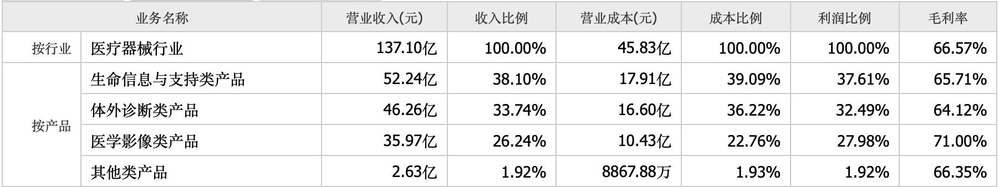 业务名称 营业收入(元) 收入比例 营业成本(元) 成本比例 利润比例 毛利率
按行业 医疗器械行业 137.10亿 100.00% 45.83亿 100.00% 100.00% 66.57%
生命信息与支持类产品 52.24亿 38.10% 17.91亿 39.09% 37.61% 65.71%
体外诊断类产品 46.26亿 33.74% 16.60亿 36.22% 32.49% 64.12%
按产品
医学影像类产品 35.97亿 26.24% 10.43亿 22.76% 27.98% 71.00%
其他类产品 2.63亿 1.92% 8867.88万 1.93% 1.92% 66.35%